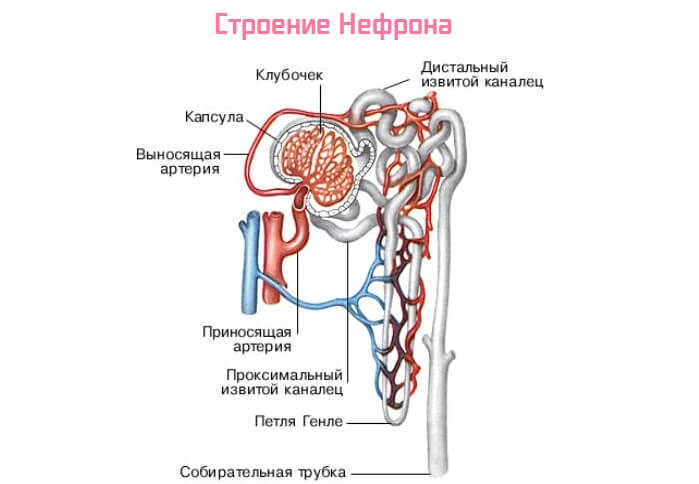 Строение Нефрона
Клубочек
Дистальный
извитой каналец
Капсула
Выносящая
артерия
Приносящая
артерия
Проксимальный
извитой каналец
Петля Генле
Собирательная трубка